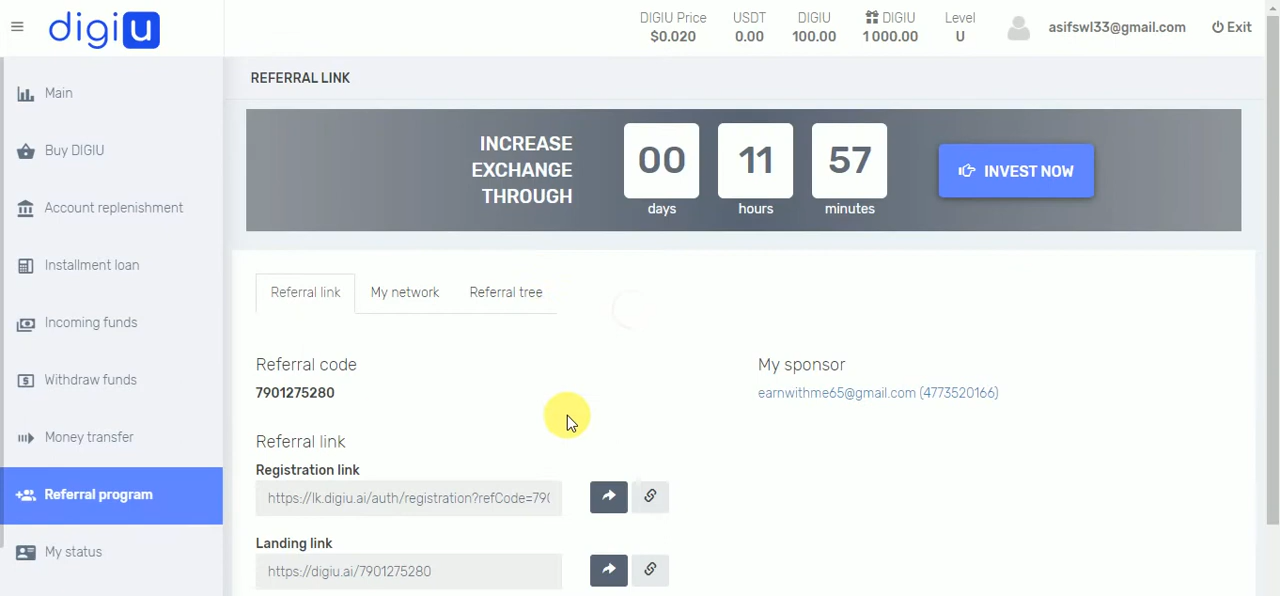 digiu
DIGIU Price
$0.020
USDT
0.00
DIGIU
100.00
DIGIU
1 000.00
Level
U
asifswl33@gmail.com
Exit
Main
Buy DIGIU
Account replenishment
Installment loan
Incoming funds
Withdraw funds
Money transfer
Referral program
My status
REFERRAL LINK
INCREASE
EXCHANGE
THROUGH
00
days
11
hours
57
minutes
INVEST NOW
Referral link
My network
Referral tree
Referral code
7901275280
My sponsor
earnwithme65@gmail.com (4773520166)
Referral link
Registration link
https://lk.digiu.ai/auth/registration?refCode=790
Landing link
https://digiu.ai/7901275280